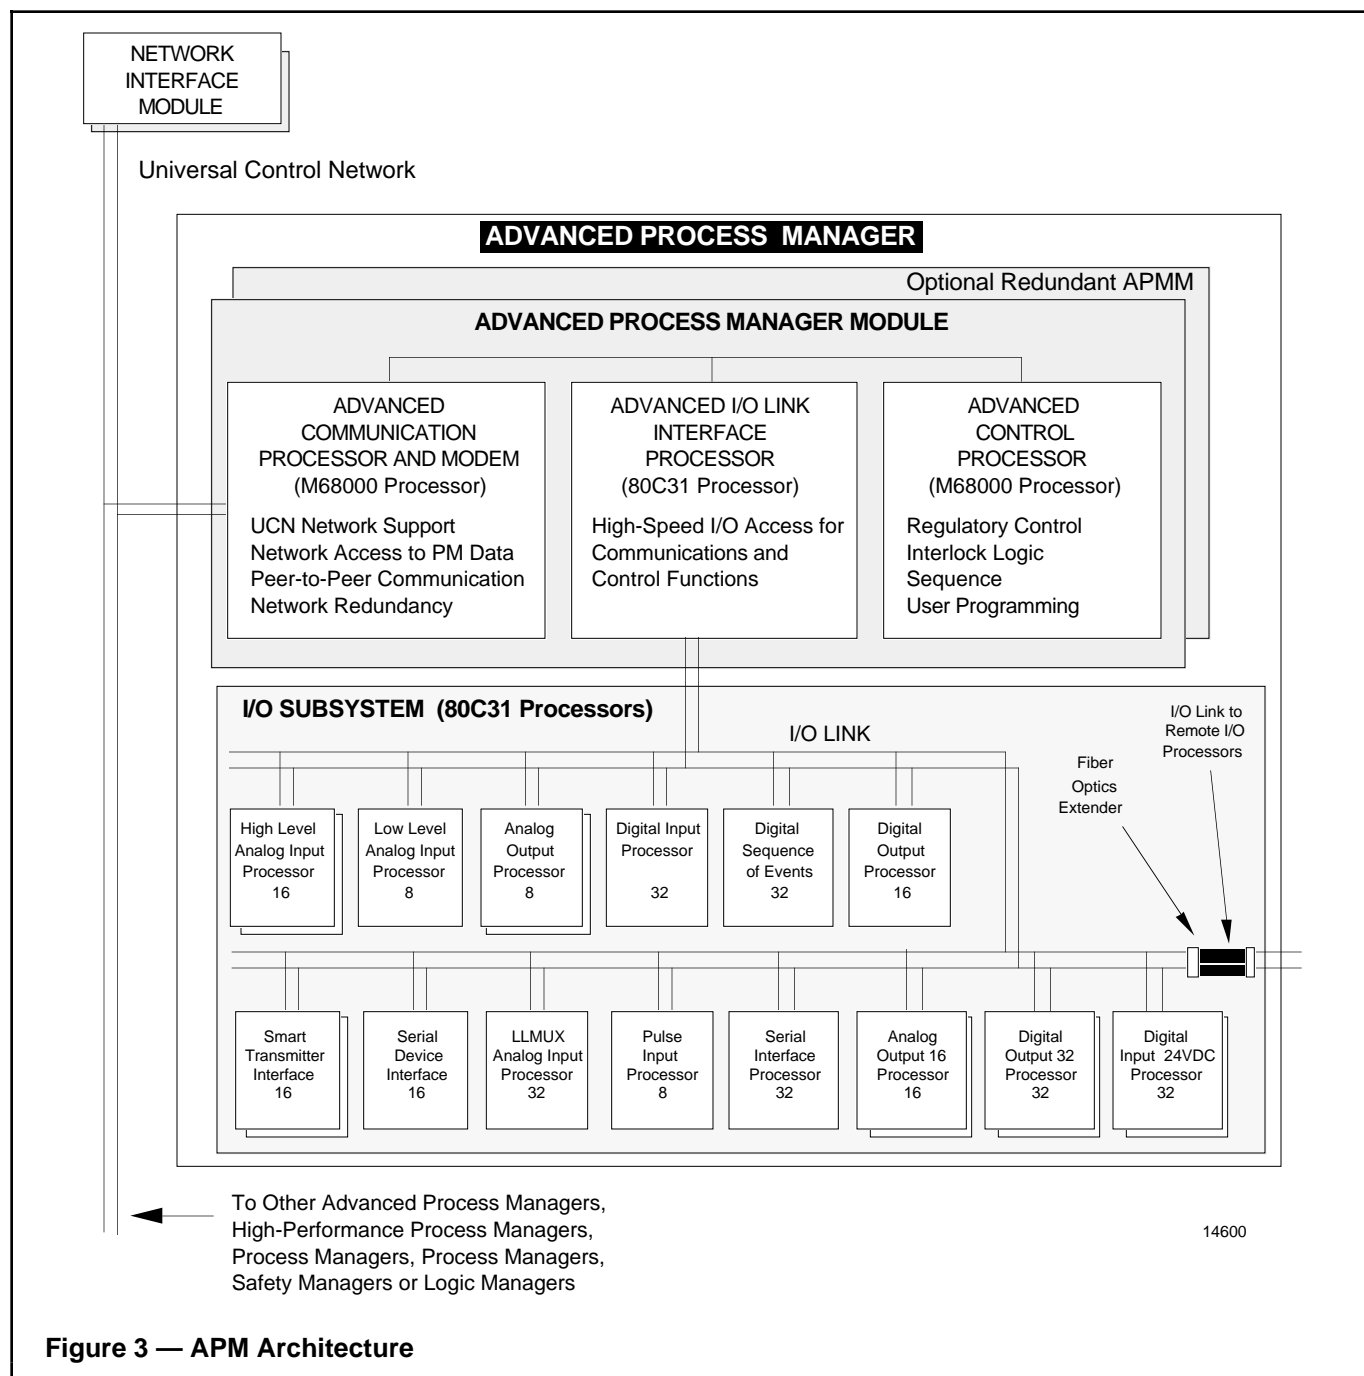 NETWORK
INTERFACE
MODULE
Universal Control Network
ADVANCED PROCESS MANAGER
Optional Redundant APMM
ADVANCED PROCESS MANAGER MODULE
ADVANCED
COMMUNICATION
PROCESSOR AND MODEM
(M68000 Processor)
UCN Network Support
Network Access to PM Data
Peer-to-Peer Communication
Network Redundancy
ADVANCED I/O LINK
INTERFACE
PROCESSOR
(80C31 Processor)
High-Speed I/O Access for
Communications and
Control Functions
ADVANCED
CONTROL
PROCESSOR
(M68000 Processor)
Regulatory Control
Interlock Logic
Sequence
User Programming
I/O SUBSYSTEM (80C31 Processors)
I/O LINK
I/O Link to
Remote I/O
Processors
Fiber
Optics
Extender
High Level
Analog Input
Processor
16
Low Level
Analog Input
Processor
8
Analog
Output
Processor
8
Digital Input
Processor
32
Digital
Sequence
of Events
32
Digital
Output
Processor
16
Smart
Transmitter
Interface
16
Serial
Device
Interface
16
LLMUX
Analog Input
Processor
32
Pulse
Input
Processor
8
Serial
Interface
Processor
32
Analog
Output 16
Processor
16
Digital
Output 32
Processor
32
Digital
Input 24VDC
Processor
32
To Other Advanced Process Managers,
High-Performance Process Managers,
Process Managers, Process Managers,
Safety Managers or Logic Managers
14600
Figure 3 — APM Architecture